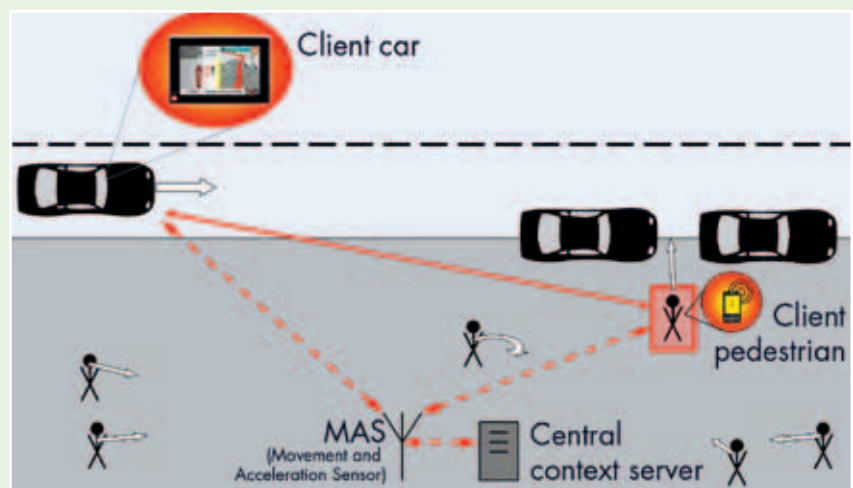 Client car
Client
pedestrian
MAS
(Movement and
Acceleration Sensor)
Central
context server